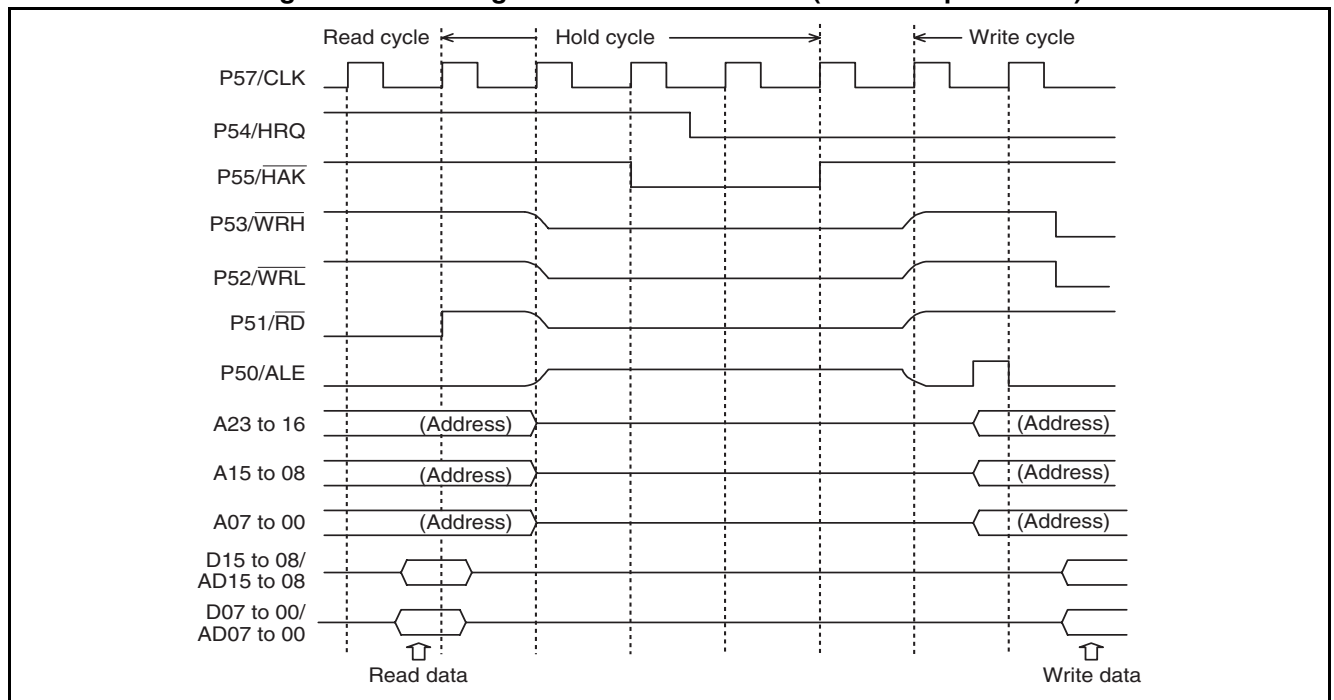 Read cycle Hold cycle Write cycle
P57/CLK
P54/HRQ
P55/HAK
P53/WRH
P52/WRL
P51/RD
P50/ALE
A23 to 16 (Address) (Address)
A15 to 08 (Address) (Address)
A07 to 00 (Address) (Address)
D15 to 08/
AD15 to 08
D07 to 00/
AD07 to 00
Read data Write data